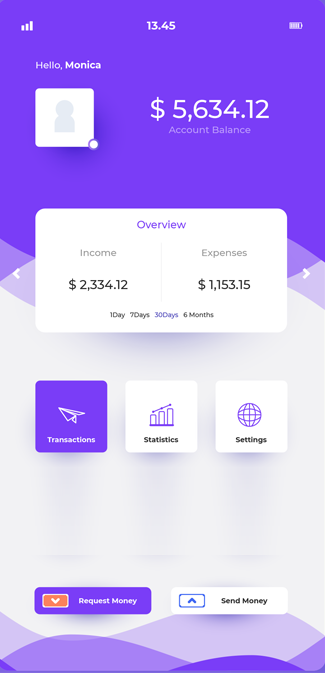 13.45
Hello, Monica
$ 5,634.12
Account Balance
Overview
Income Expenses
$ 2,334.12 $ 1,153.15
1Day 7Days 30Days 6 Months
Transactions Statistics Settings
Request Money Send Money